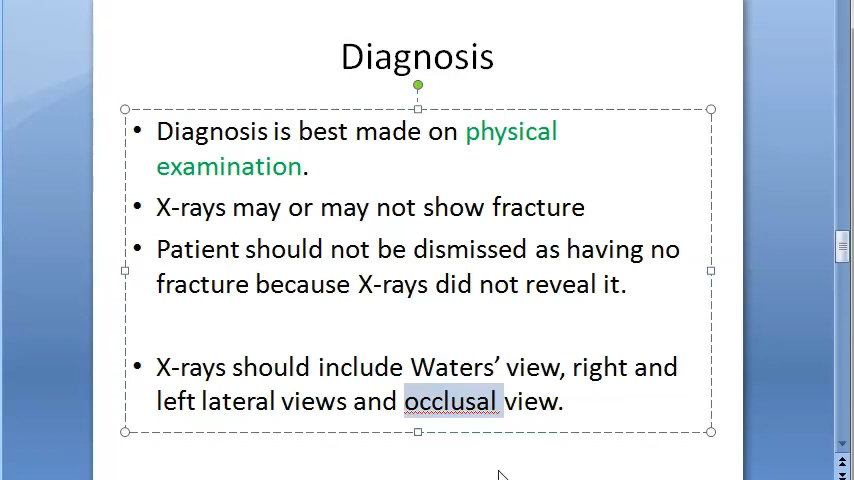 Diagnosis
• Diagnosis is best made on physical
examination.
• X-rays may or may not show fracture
• Patient should not be dismissed as having no
fracture because X-rays did not reveal it.
• X-rays should include Waters’ view, right and
left lateral views and occlusal view.